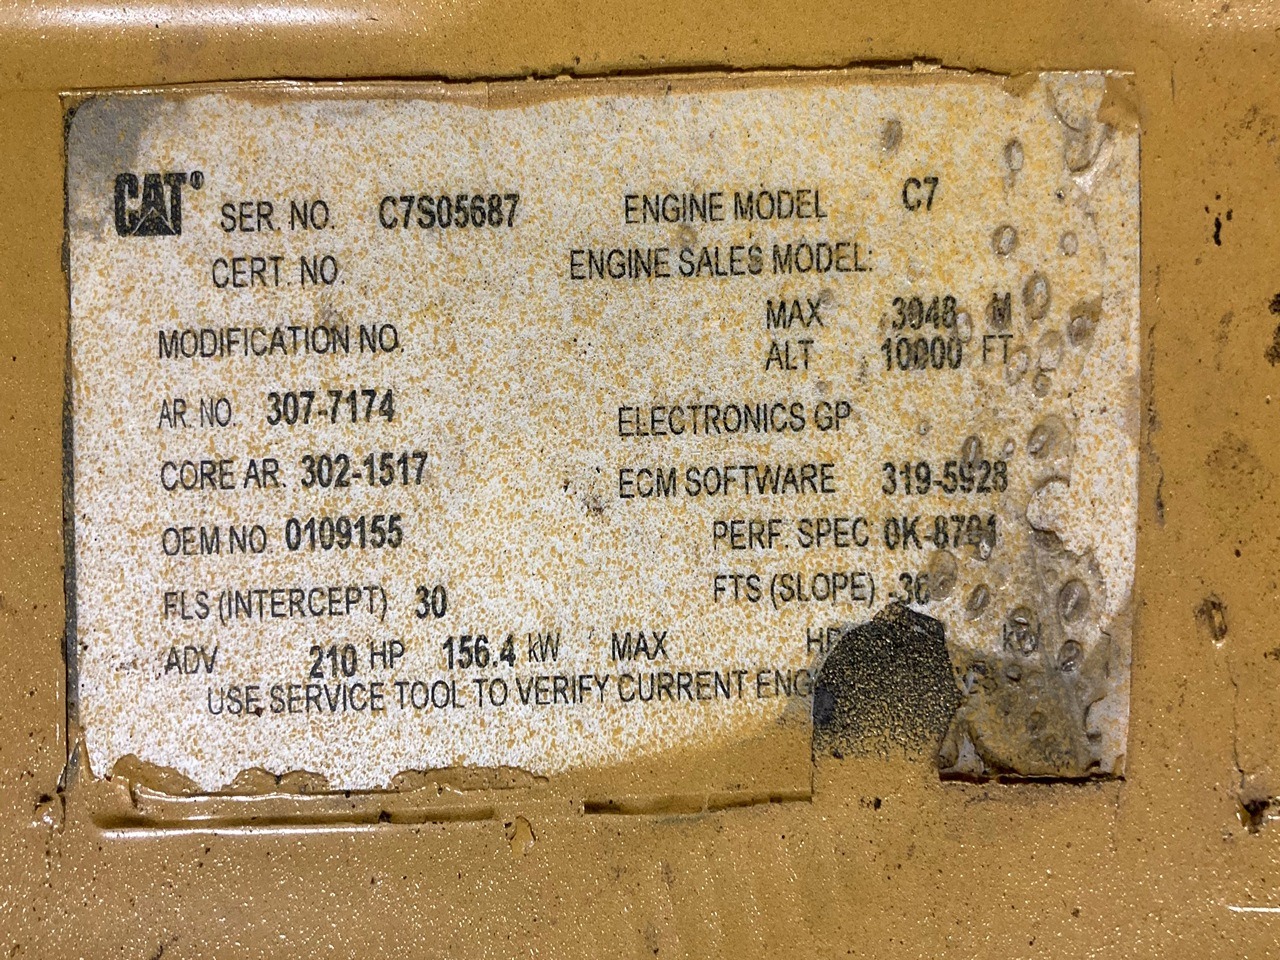 CAT® SER. NO. C7S05687 ENGINE MODEL C7
CERT. NO. ENGINE SALES MODEL:
MAX 3048 M
MODIFICATION NO.
ALT 10000 FT
AR. NO. 307-7174 ELECTRONICS GP
CORE AR. 302-1517 ECM SOFTWARE 319-5928
OEM NO. 0109155 PERF. SPEC
FLS (INTERCEPT) 30 FTS (SLOPE)
ADV 210 HP 156.4 kW MAX HP kW
USE SERVICE TOOL TO VERIFY CURRENT